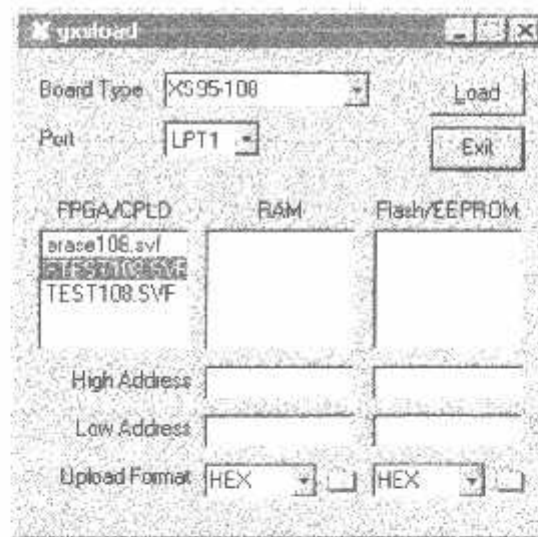 gxsload
Board Type XS95-108 Load
Port LPT1 Exit
FPGA/CPLD RAM Flash/EEPROM
erase108.svf
TEST108.SVF
High Address
Low Address
Upload Format HEX HEX